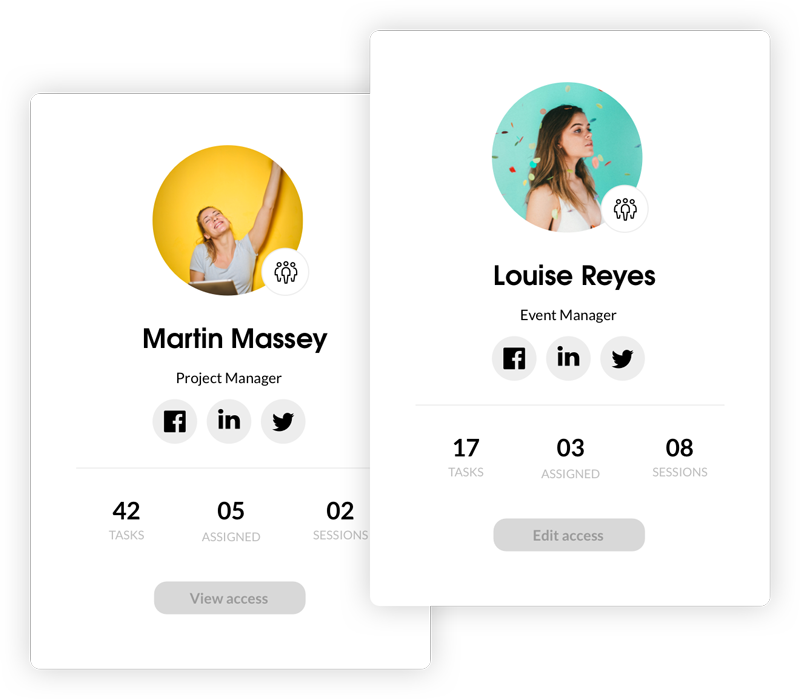 Martin Massey
Project Manager
in
42 05 02
TASKS ASSIGNED SESSIONS
View access
Louise Reyes
Event Manager
in
17 03 08
TASKS ASSIGNED SESSIONS
Edit access